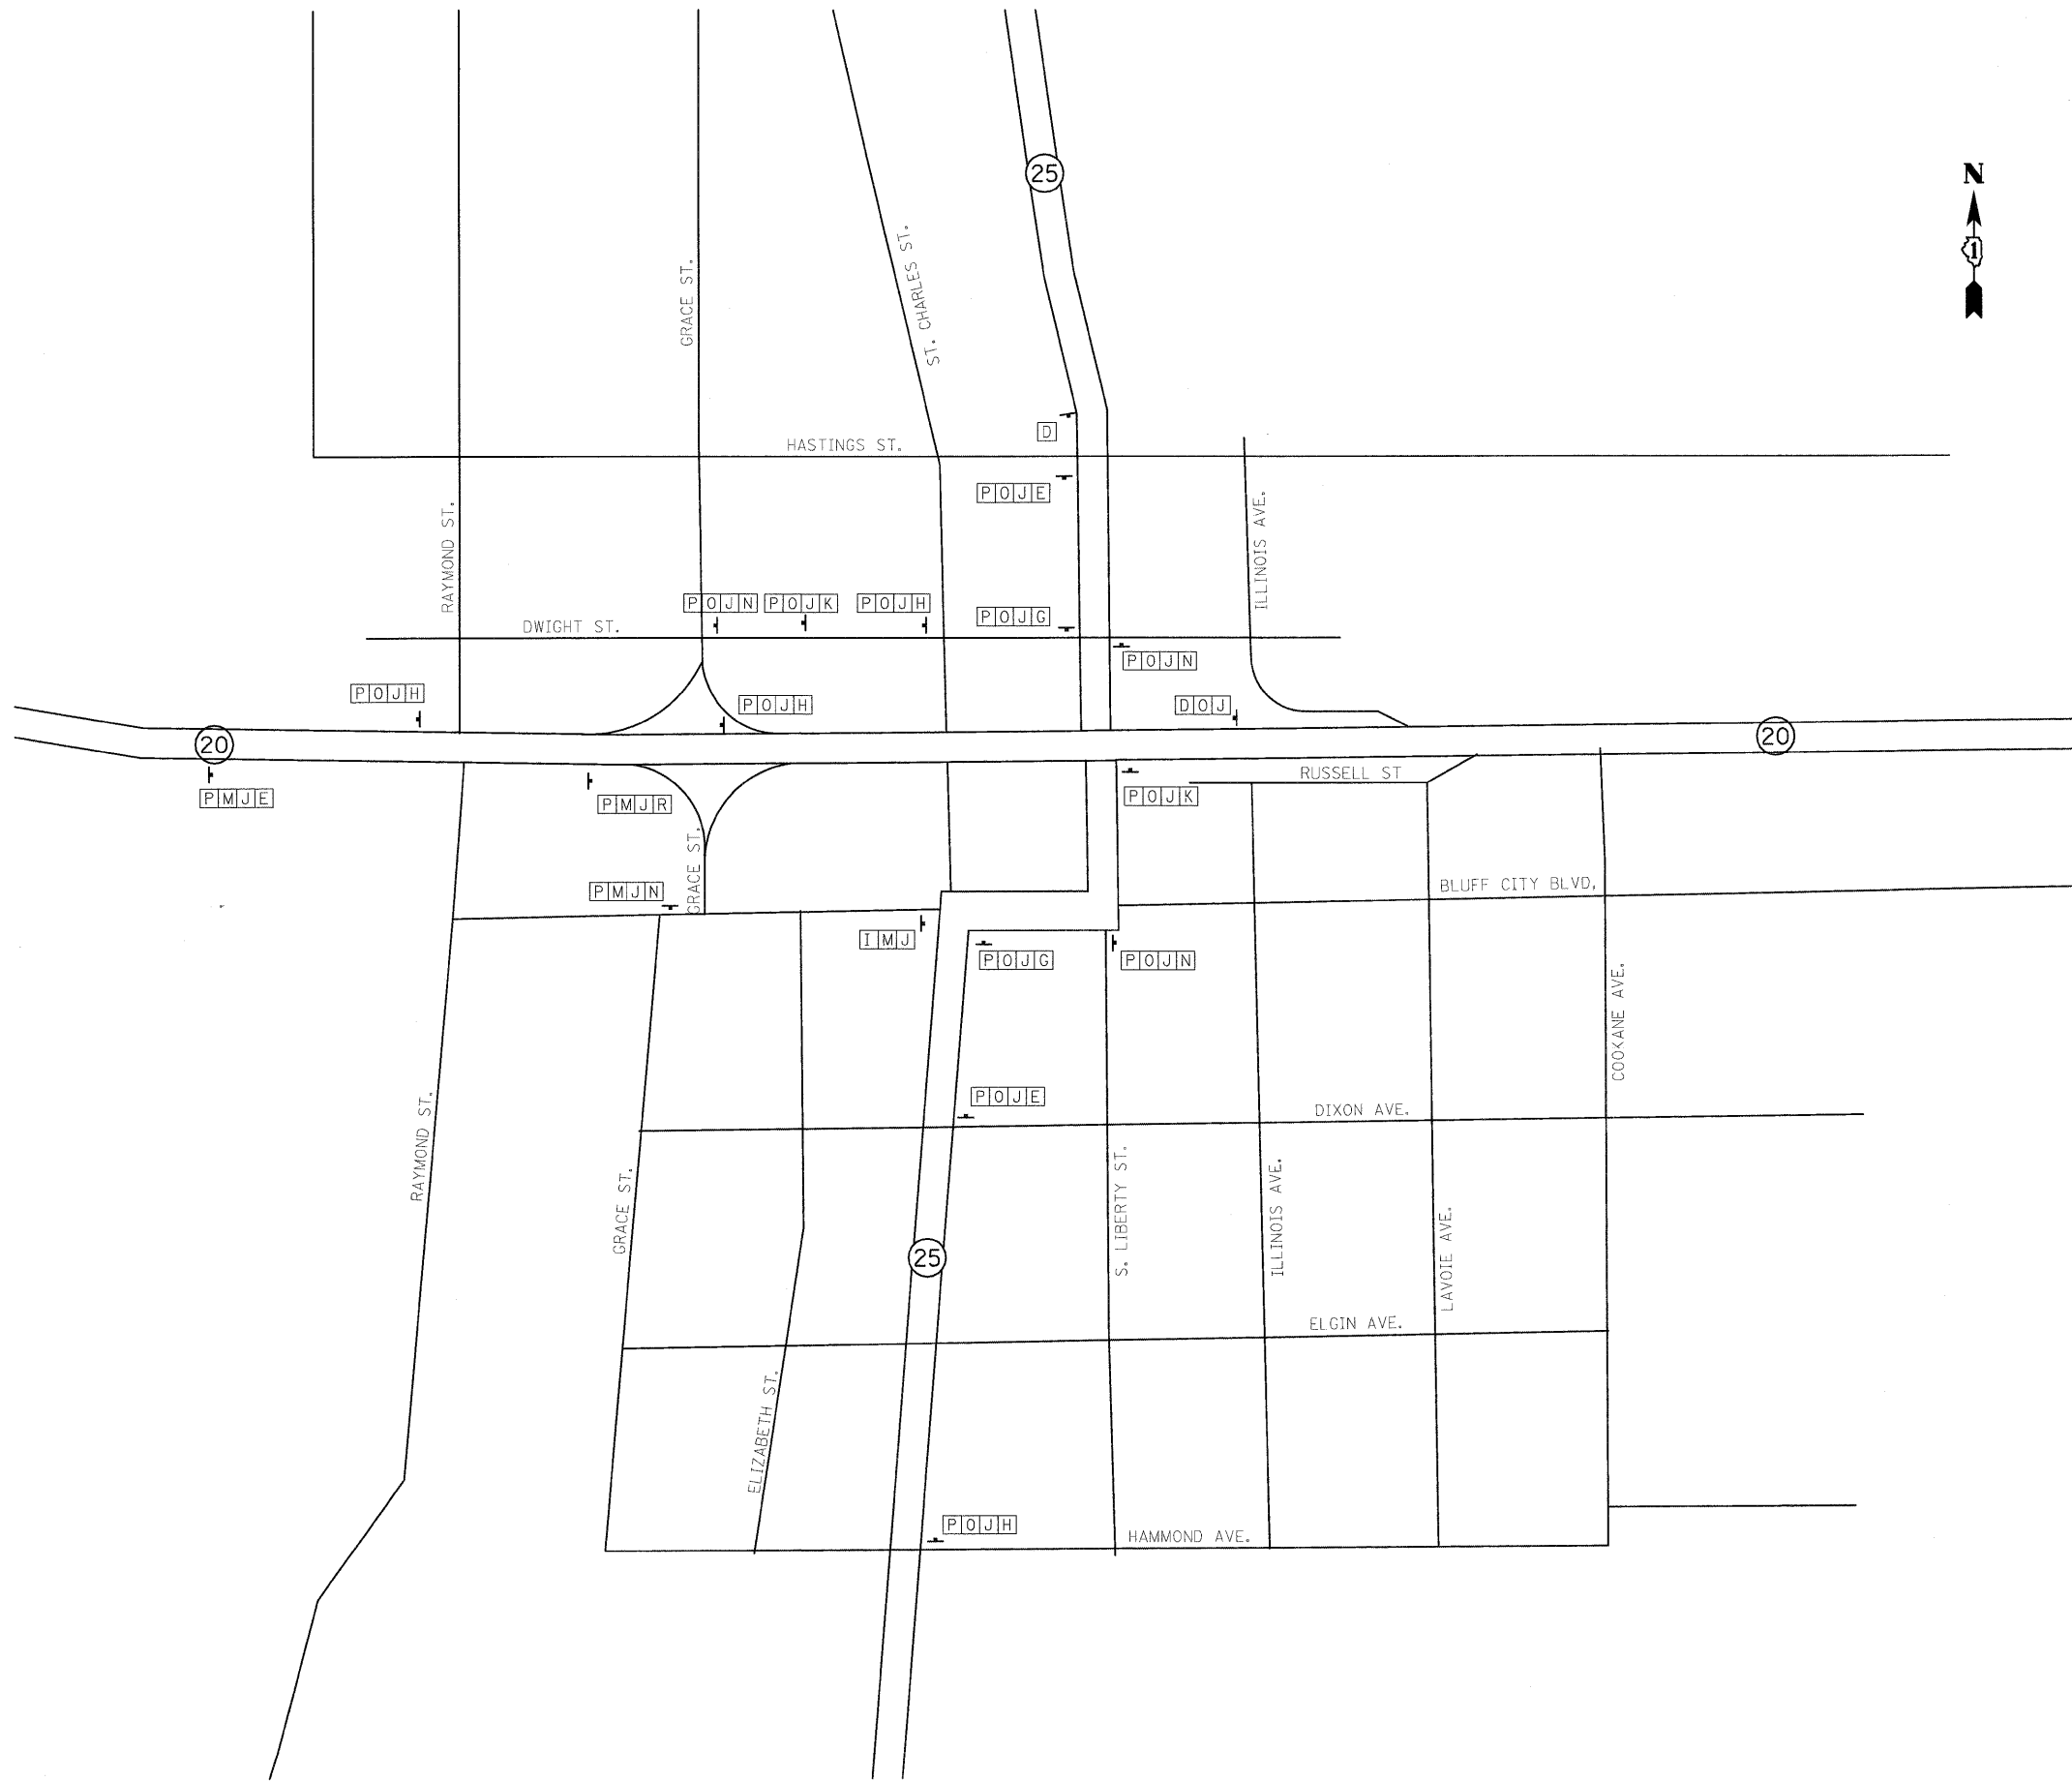 25
N
1
GRACE ST.
ST. CHARLES ST.
D
HASTINGS ST.
POJE
RAYMOND ST.
ILLINOIS AVE.
POJN
POJK
POJH
POJG
DWIGHT ST.
POJN
POJH
POJH
DOJ
20
20
RUSSELL ST
PMJE
PMJR
POJK
GRACE ST.
PMJN
BLUFF CITY BLVD.
IMJ
POJG
POJN
COOKANE AVE.
POJE
DIXON AVE.
RAYMOND ST.
GRACE ST.
S. LIBERTY ST.
ILLINOIS AVE.
LAVOIE AVE.
25
ELGIN AVE.
ELIZABETH ST.
POJH
HAMMOND AVE.